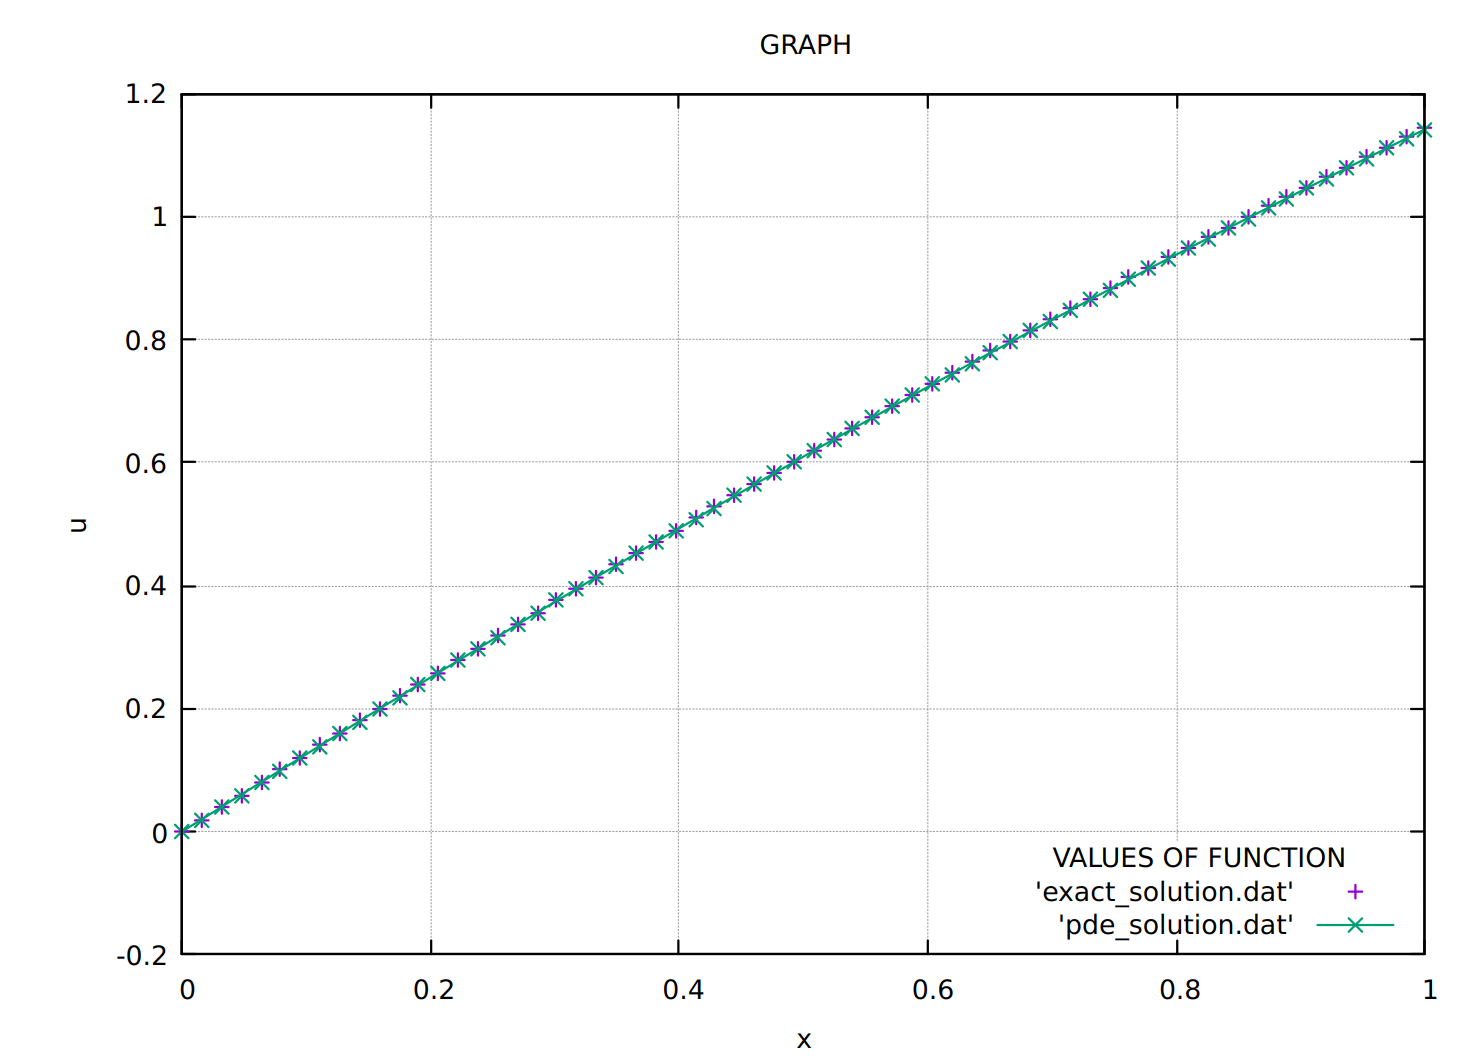 GRAPH
1.2
1
0.8
0.6
0.4
0.2
0
-0.2
u
VALUES OF FUNCTION
'exact_solution.dat'
'pde_solution.dat'
0 0.2 0.4 0.6 0.8 1
x